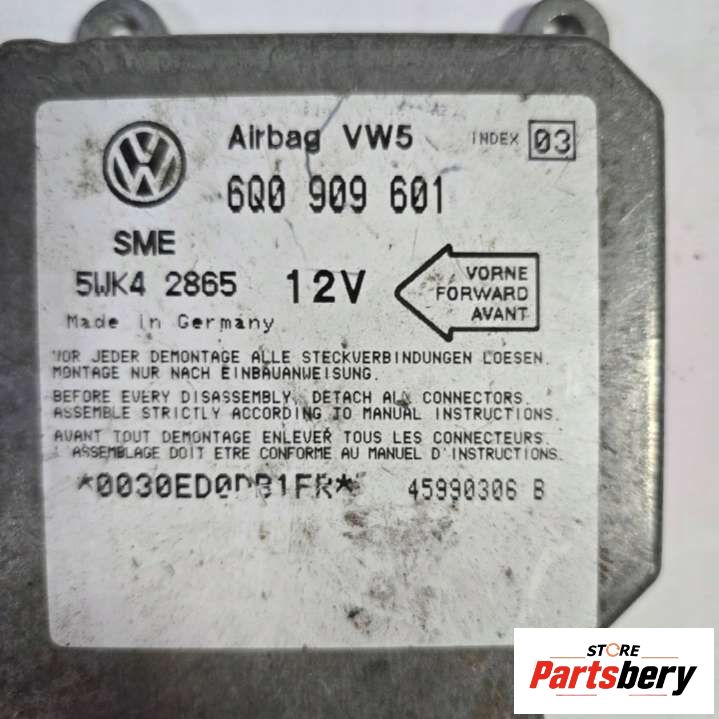 Airbag VW5 INDEX 03
6Q0 909 601
SME
5WK4 2865 12V
VORNE
FORWARD
AVANT
Made in Germany
VOR JEDER DEMONTAGE ALLE STECKVERBINDUNGEN LOESEN.
MONTAGE NUR NACH EINBAUANWEISUNG.
BEFORE EVERY DISASSEMBLY DETACH ALL CONNECTORS.
ASSEMBLE STRICTLY ACCORDING TO MANUAL INSTRUCTIONS.
AVANT TOUT DEMONTAGE ENLEVER TOUS LES CONNECTEURS.
ASSEMBLAGE DOIT ETRE CONFORME AU MANUEL D'INSTRUCTIONS.
45990306 B
STORE
Partsbery